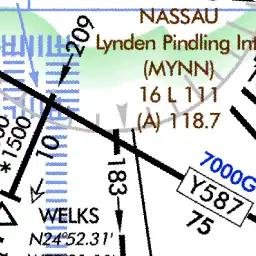 NASSAU
Lynden Pindling Int
(MYNN)
16 L 111
(A) 118.7
209
*1500
10
183
7000G
Y587
75
WELKS
N24°52.31'